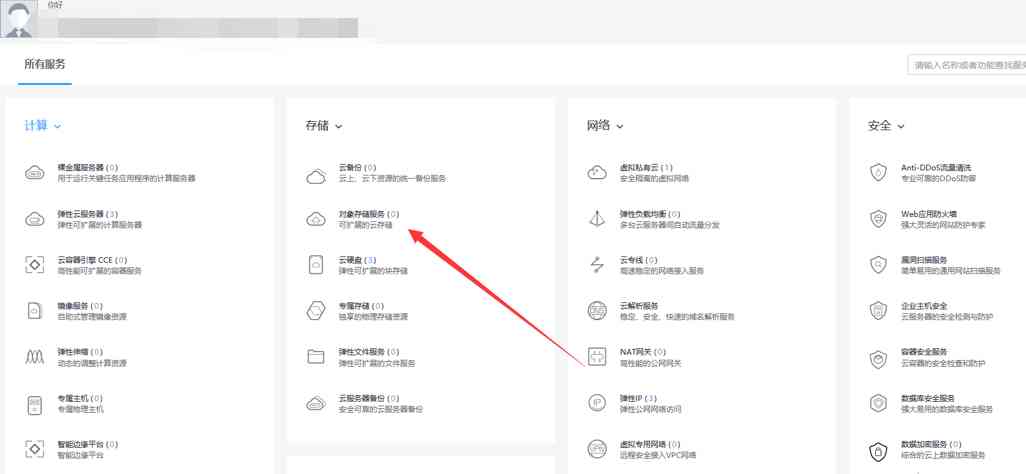 你好
所有服务
请输入名称或者功能查找服务
计算
裸金属服务器 (0)
用于运行关键任务应用程序的计算服务器
弹性云服务器 (3)
弹性可扩展的计算服务器
云容器引擎 CCE (0)
高性能可扩展的容器服务
镜像服务 (0)
自助式管理镜像资源
弹性伸缩 (0)
动态的调整计算资源
专属主机 (0)
专属物理主机
智能边缘平台 (0)
智能边缘平台
存储
云备份 (0)
云上、云下资源的统一备份服务
对象存储服务 (0)
可扩展的云存储
云硬盘 (3)
弹性可扩展的块存储
专属存储 (0)
独享的物理存储资源
弹性文件服务 (0)
弹性可扩展的文件服务
云服务器备份 (0)
安全可靠的云服务器备份
网络
虚拟私有云 (1)
安全隔离的虚拟网络
弹性负载均衡 (0)
多台云服务器间自动流量分发
云专线 (0)
高速稳定的网络接入服务
云解析服务
稳定、安全、快速的域名解析服务
NAT网关 (0)
高性能的公网网关
弹性IP (3)
弹性公网网络访问
虚拟专用网络 (0)
远程安全接入VPC网络
安全
Anti-DDoS流量清洗
专业可靠的DDoS防御
Web应用防火墙
强大灵活的网站防护专家
漏洞扫描服务
简单易用的通用网站扫描服务
企业主机安全
云服务器的安全检测与防护
容器安全服务
云容器的安全检查和防护
数据库安全服务
强大易用的数据库安全服务
数据加密服务 (0)
综合的云上数据加密服务